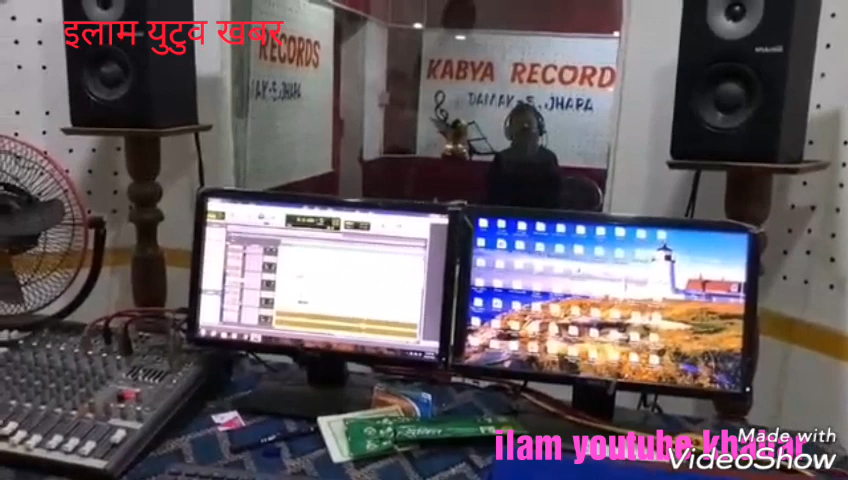 इलाम युटुव खबर
RECORDS
KABYA RECORD
DAMAK-5, JHAPA
ilam youtube khabar
Made with
VideoShow